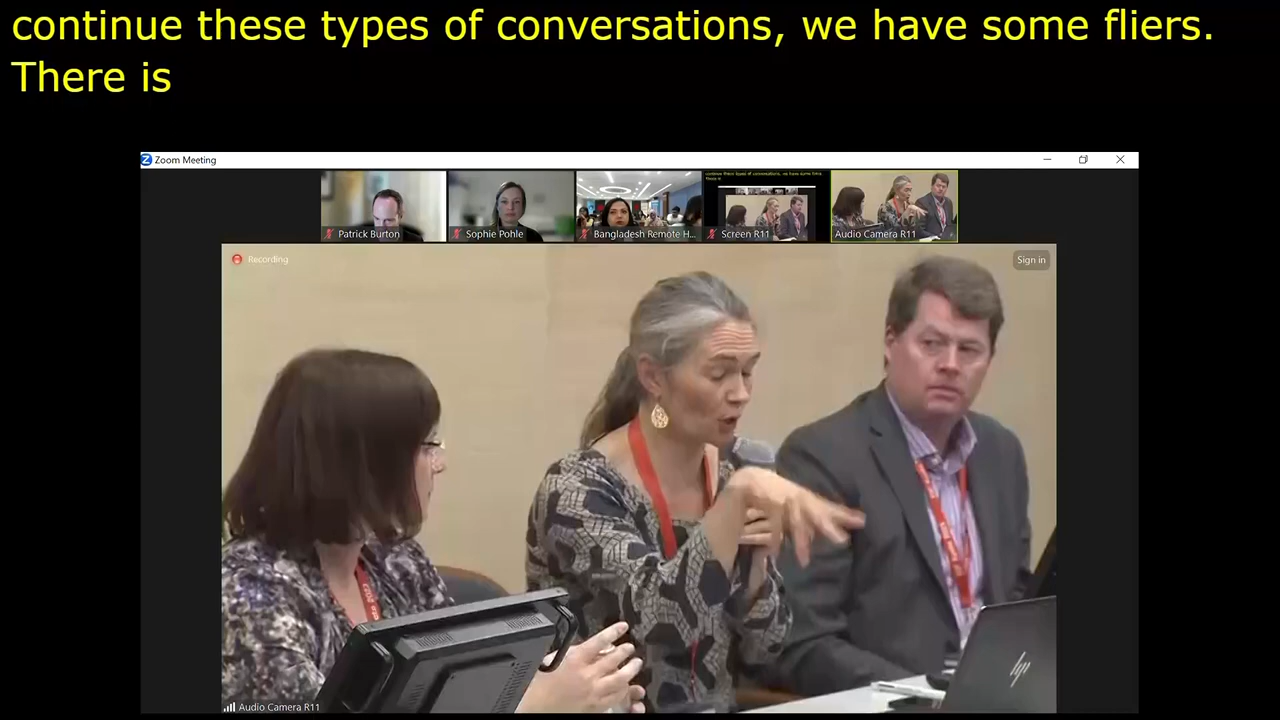 continue these types of conversations, we have some fliers.
There is
Zoom Meeting
Patrick Burton
Sophie Pohle
Bangladesh Remote H...
Screen R11
Audio Camera R11
Recording
Sign in
hp
Audio Camera R11